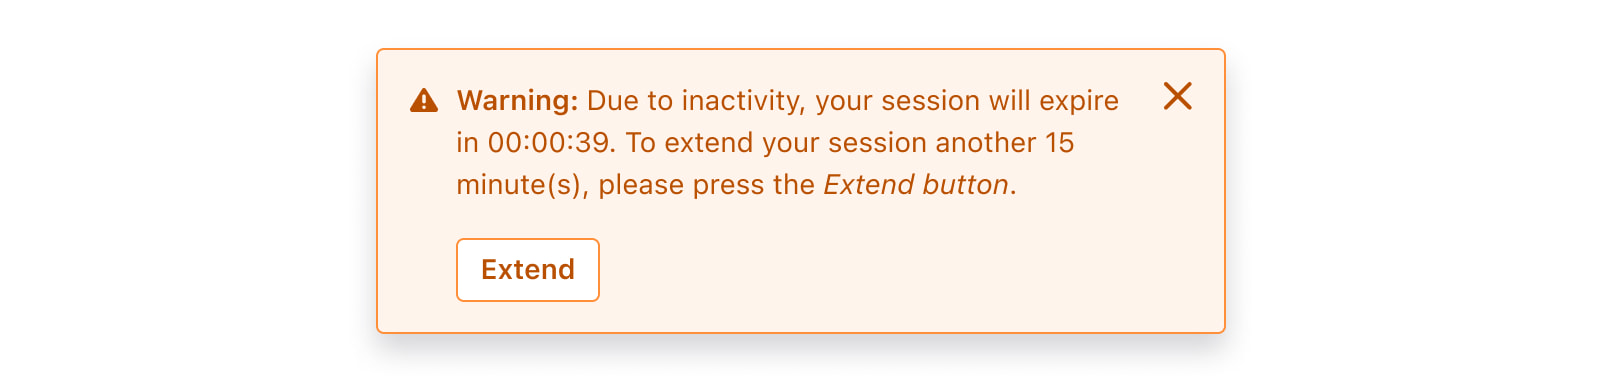 Warning: Due to inactivity, your session will expire
in 00:00:39. To extend your session another 15
minute(s), please press the Extend button.
Extend